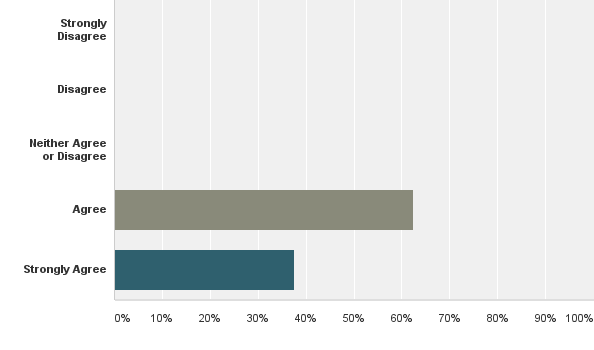 Strongly
Disagree
Disagree
Neither Agree
or Disagree
Agree
Strongly Agree
0% 10% 20% 30% 40% 50% 60% 70% 80% 90% 100%